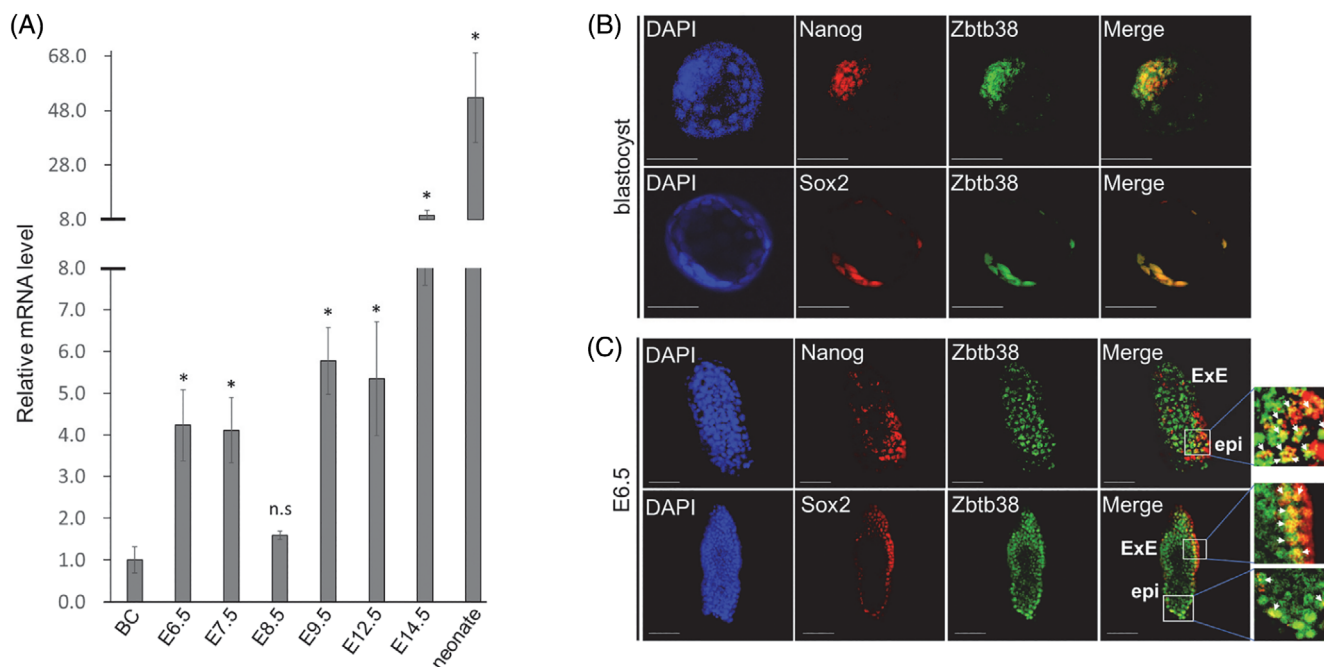 (A)
Relative mRNA level
68.0
48.0
28.0
8.0
8.0
7.0
6.0
5.0
4.0
3.0
2.0
1.0
0.0
*
*
*
*
*
*
n.s
BC
E6.5
E7.5
E8.5
E9.5
E12.5
E14.5
neonate
(B)
blastocyst
DAPI
Nanog
Zbtb38
Merge
DAPI
Sox2
Zbtb38
Merge
(C)
E6.5
DAPI
Nanog
Zbtb38
Merge
ExE
epi
DAPI
Sox2
Zbtb38
Merge
ExE
epi